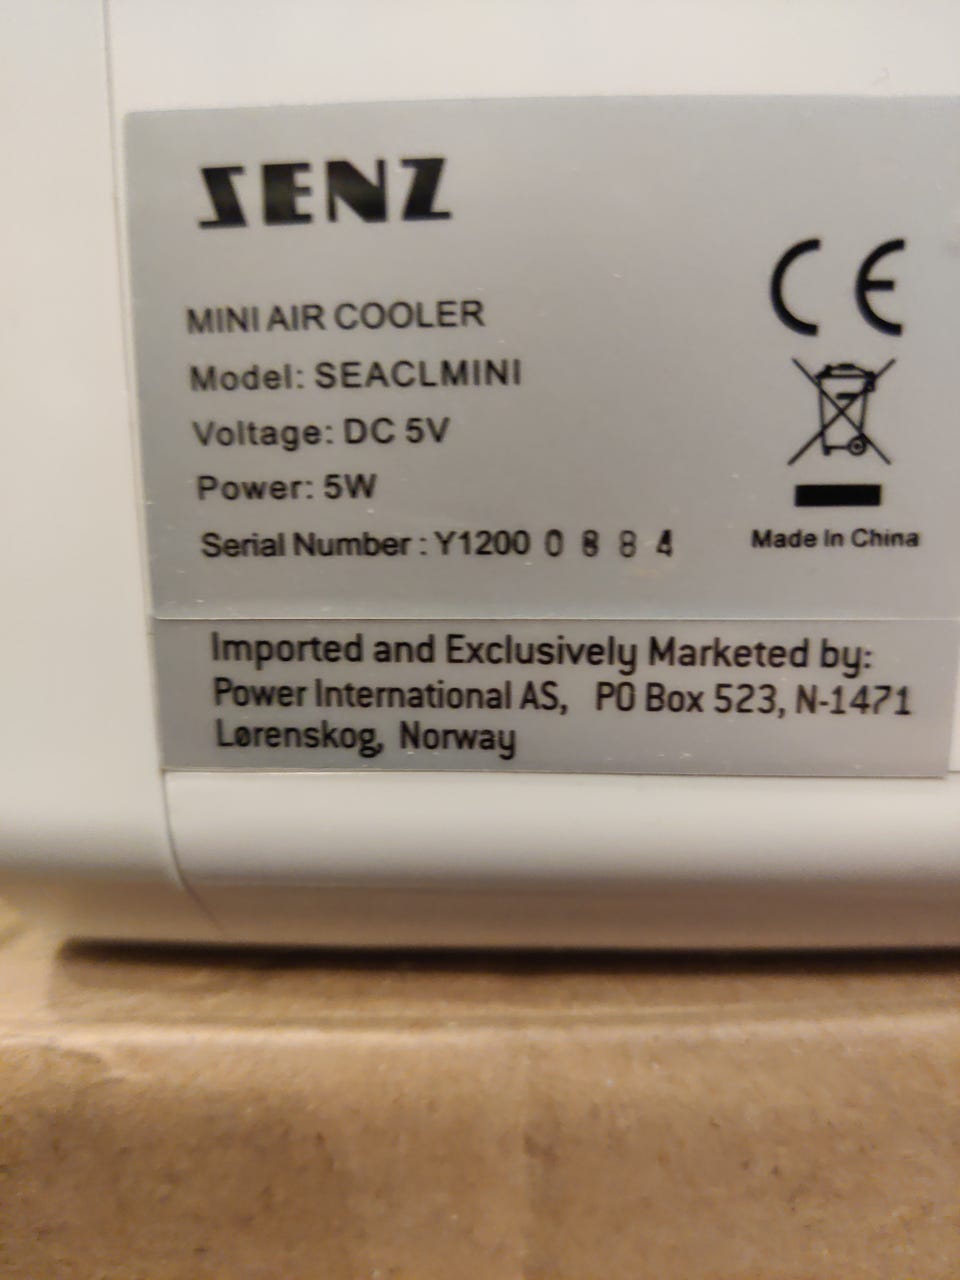 SENZ
MINI AIR COOLER
Model: SEACLMINI
Voltage: DC 5V
Power: 5W
Serial Number : Y1200 0 8 8 4
CE
Made In China
Imported and Exclusively Marketed by:
Power International AS, PO Box 523, N-1471
Lørenskog, Norway